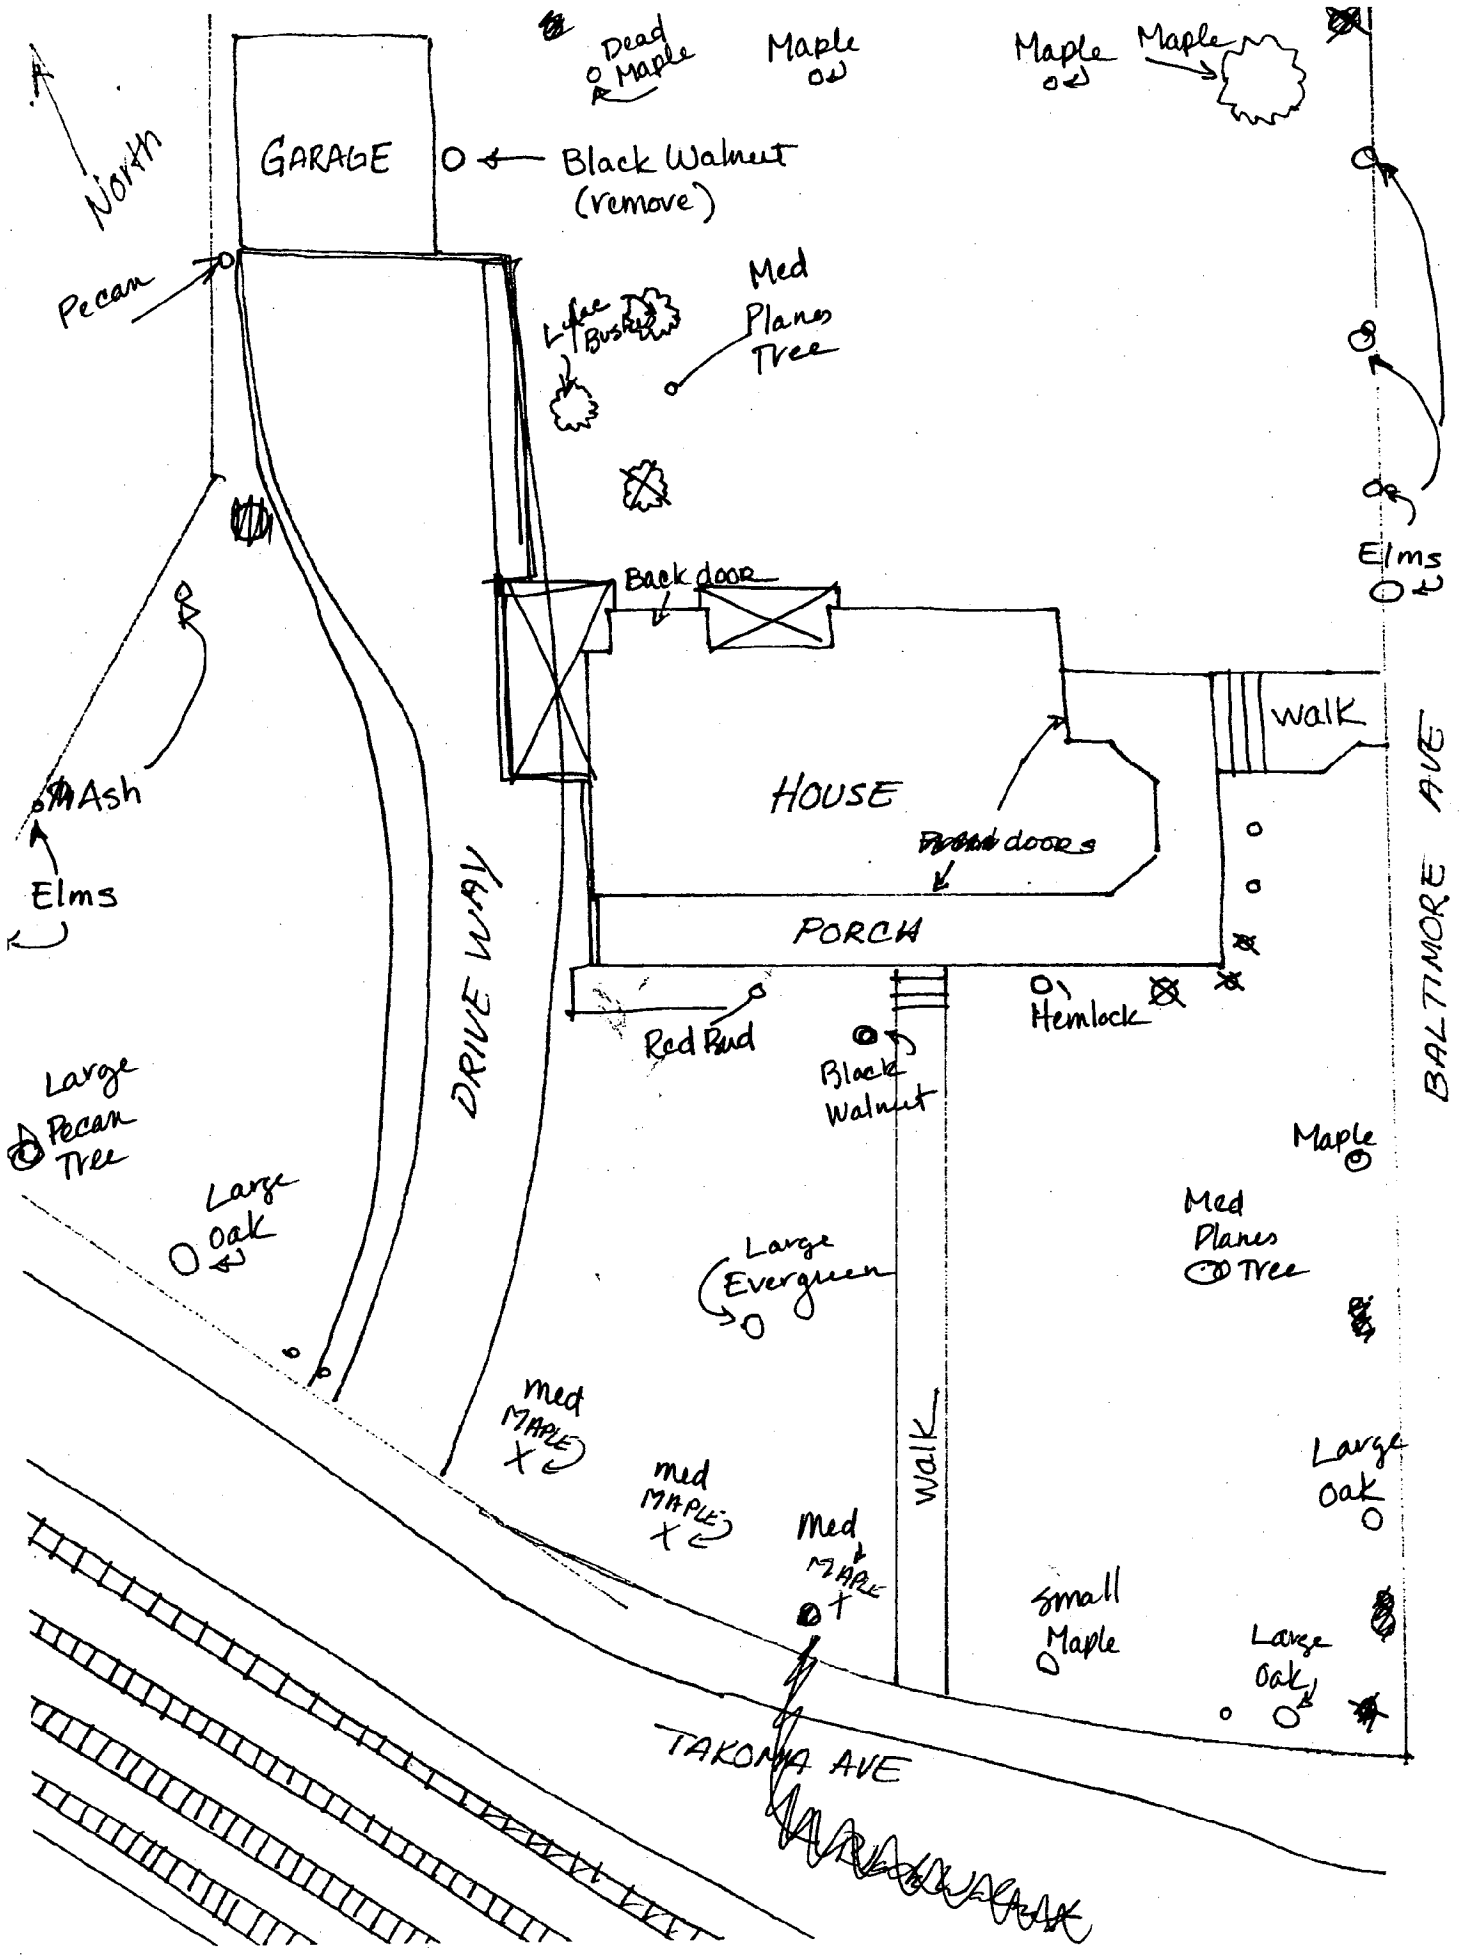 Dead
Maple
Maple
Maple
Maple
North
GARAGE
Black Walnut
(remove)
Pecan
Med
Planes
Tree
Bushes
Elms
Back door
Walk
HOUSE
doors
Ash
Elms
PORCH
DRIVE WAY
BALTIMORE AVE
Red Bud
Hemlock
Black
Walnut
Large
Pecan
Tree
Maple
Large
Oak
Med
Planes
Tree
Large
Evergreen
Med
MAPLE
Med
MAPLE
Walk
Large
Oak
Med
MAPLE
Small
Maple
Large
Oak
TAKOMA AVE